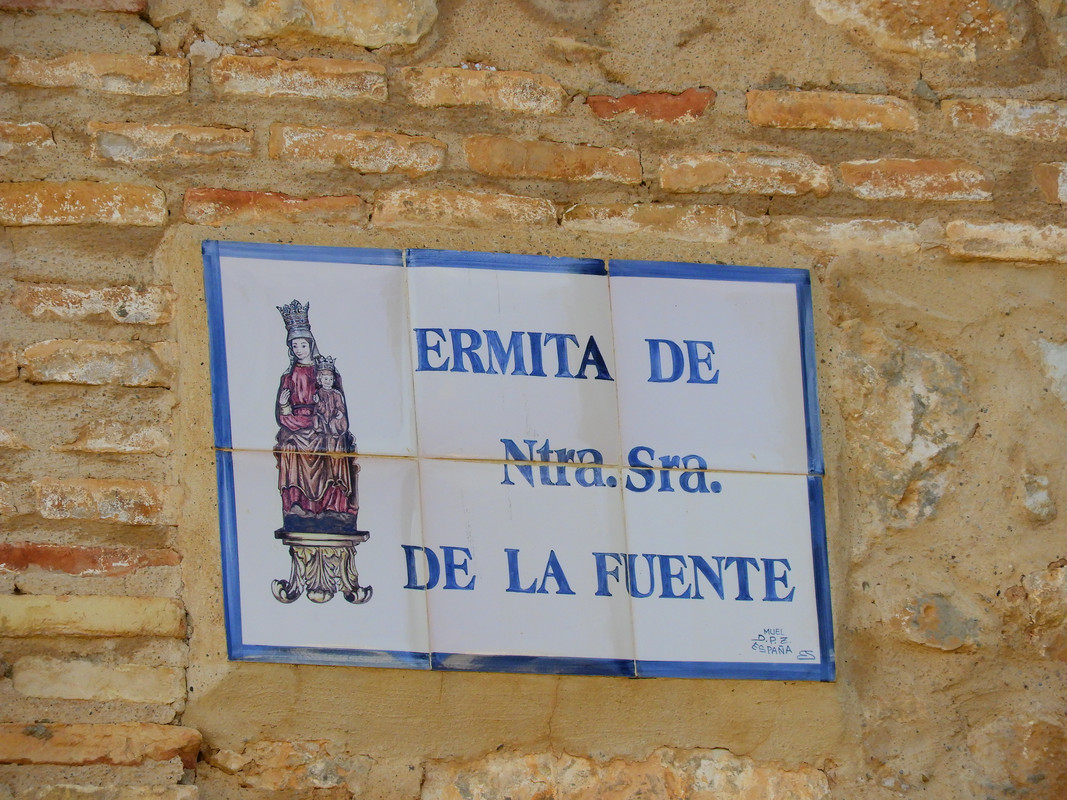 ERMITA DE
Ntra. Sra.
DE LA FUENTE
MUEL
D.P.Z
ESPAÑA